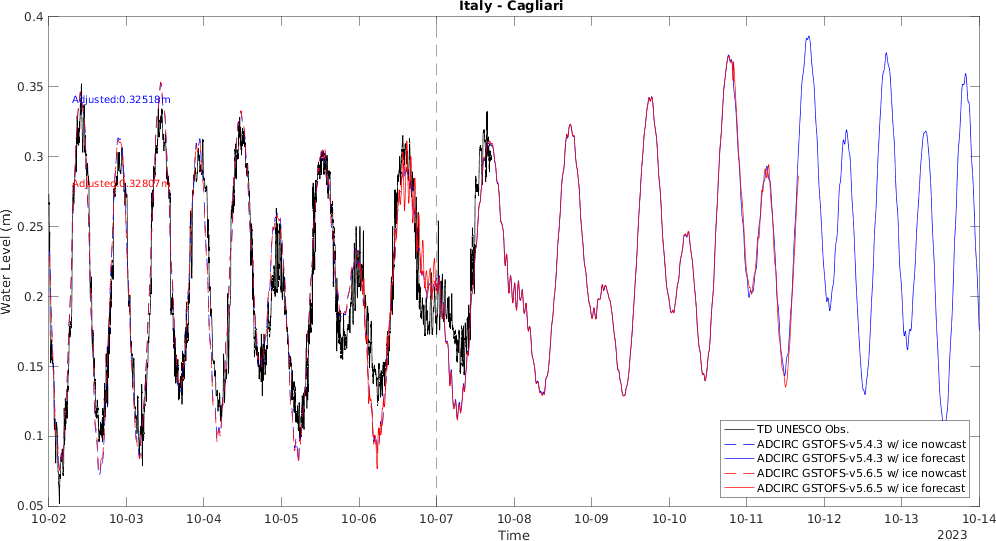 Italy - Cagliari
0.4
0.35
0.3
0.25
0.2
0.15
0.1
0.05
Water Level (m)
Adjusted:0.32518m
Adjusted:0.32807m
TD UNESCO Obs.
ADCIRC GSTOFS-v5.4.3 w/ ice nowcast
ADCIRC GSTOFS-v5.4.3 w/ ice forecast
ADCIRC GSTOFS-v5.6.5 w/ ice nowcast
ADCIRC GSTOFS-v5.6.5 w/ ice forecast
10-02 10-03 10-04 10-05 10-06 10-07 10-08 10-09 10-10 10-11 10-12 10-13 10-14
Time
2023